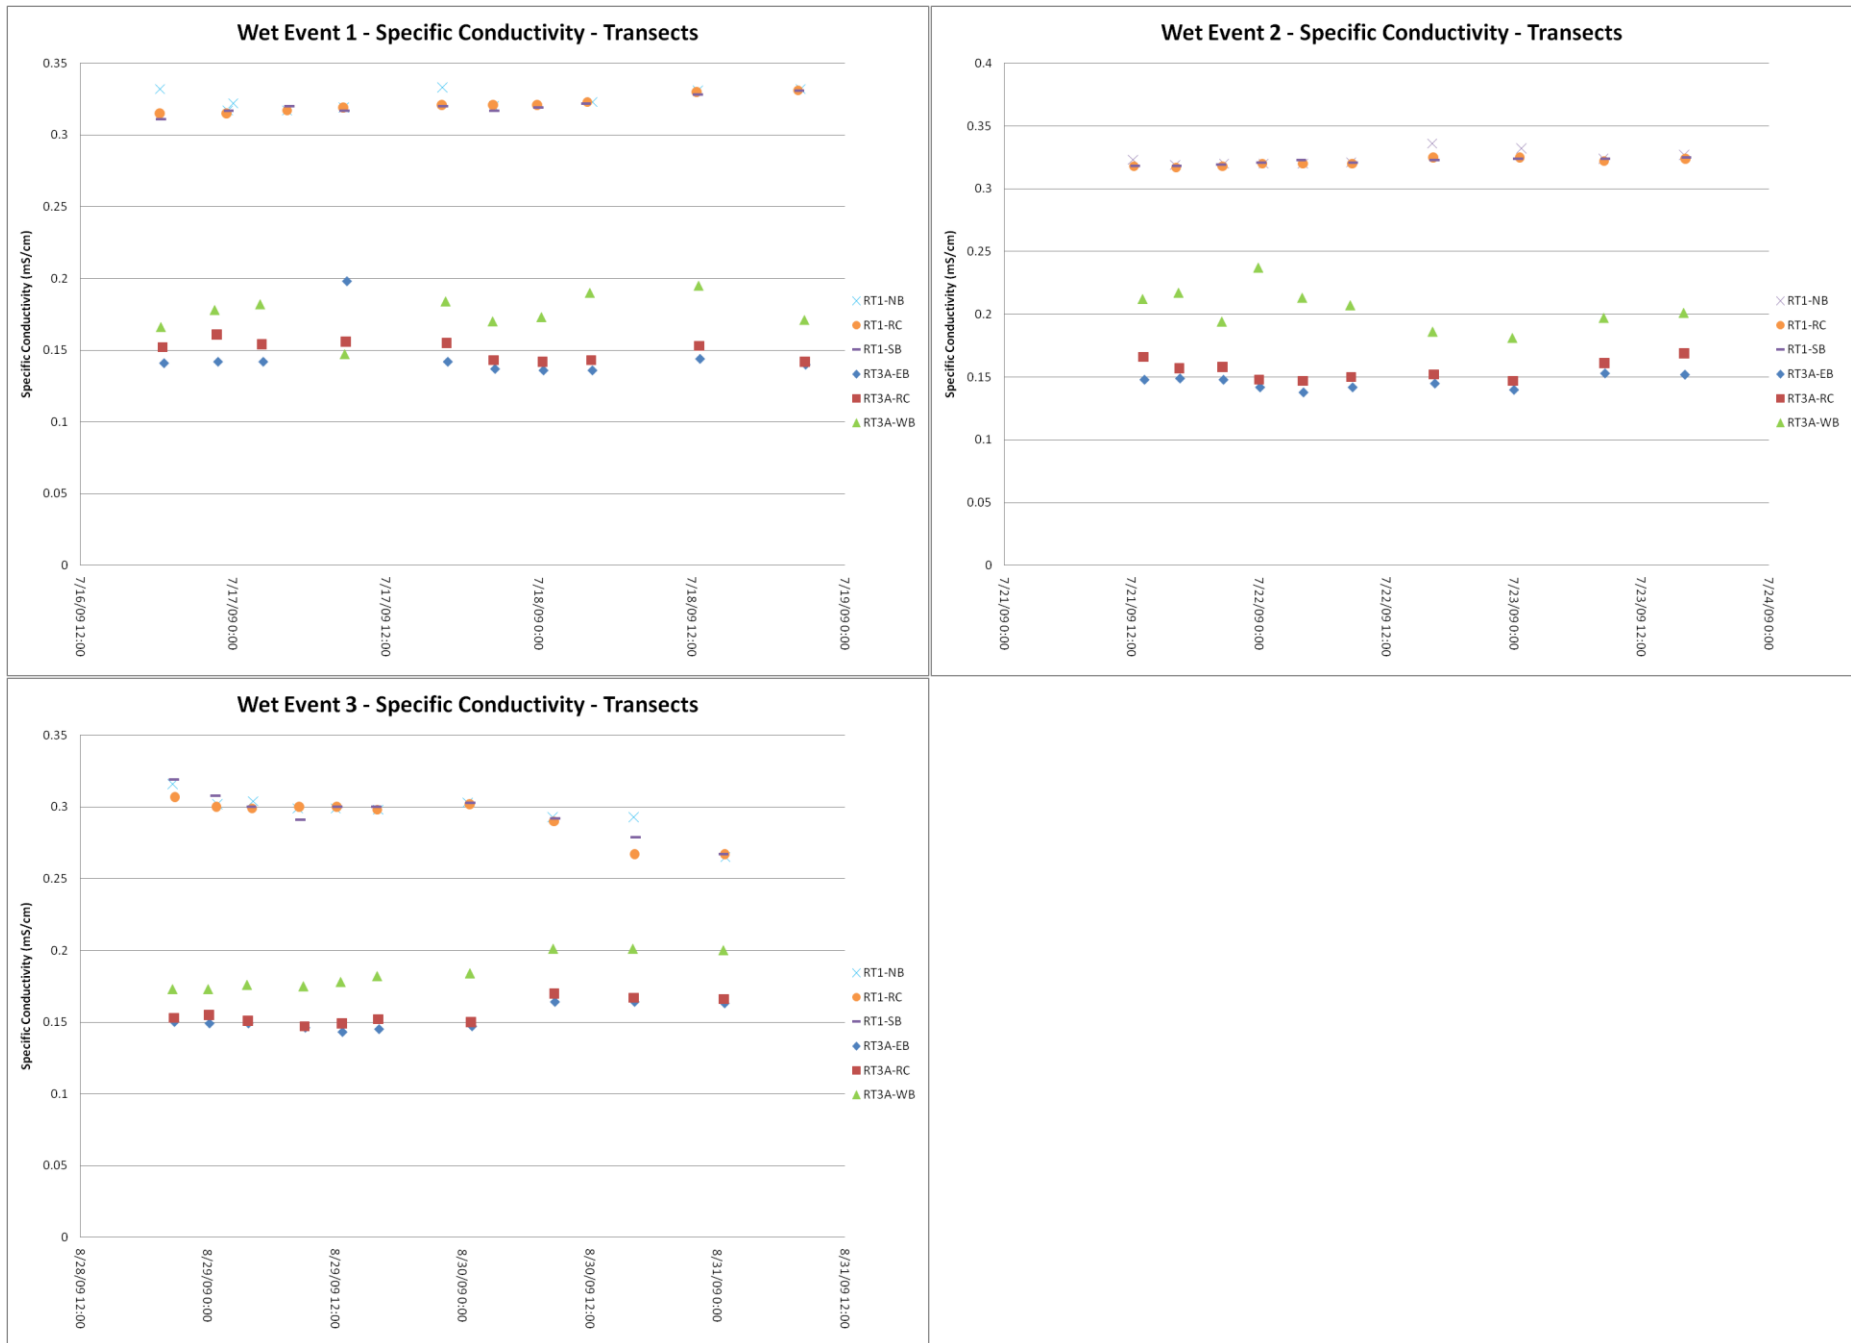 Wet Event 1 - Specific Conductivity - Transects
0.35
0.3
0.25
0.2
0.15
0.1
0.05
0
Specific Conductivity (mS/cm)
7/16/09 12:00
7/17/09 0:00
7/17/09 12:00
7/18/09 0:00
7/18/09 12:00
7/19/09 0:00
RT1-NB
RT1-RC
RT1-SB
RT3A-EB
RT3A-RC
RT3A-WB
Wet Event 2 - Specific Conductivity - Transects
0.4
0.35
0.3
0.25
0.2
0.15
0.1
0.05
0
Specific Conductivity (mS/cm)
7/21/09 0:00
7/21/09 12:00
7/22/09 0:00
7/22/09 12:00
7/23/09 0:00
7/23/09 12:00
7/24/09 0:00
RT1-NB
RT1-RC
RT1-SB
RT3A-EB
RT3A-RC
RT3A-WB
Wet Event 3 - Specific Conductivity - Transects
0.35
0.3
0.25
0.2
0.15
0.1
0.05
0
Specific Conductivity (mS/cm)
8/28/09 12:00
8/29/09 0:00
8/29/09 12:00
8/30/09 0:00
8/30/09 12:00
8/31/09 0:00
8/31/09 12:00
RT1-NB
RT1-RC
RT1-SB
RT3A-EB
RT3A-RC
RT3A-WB